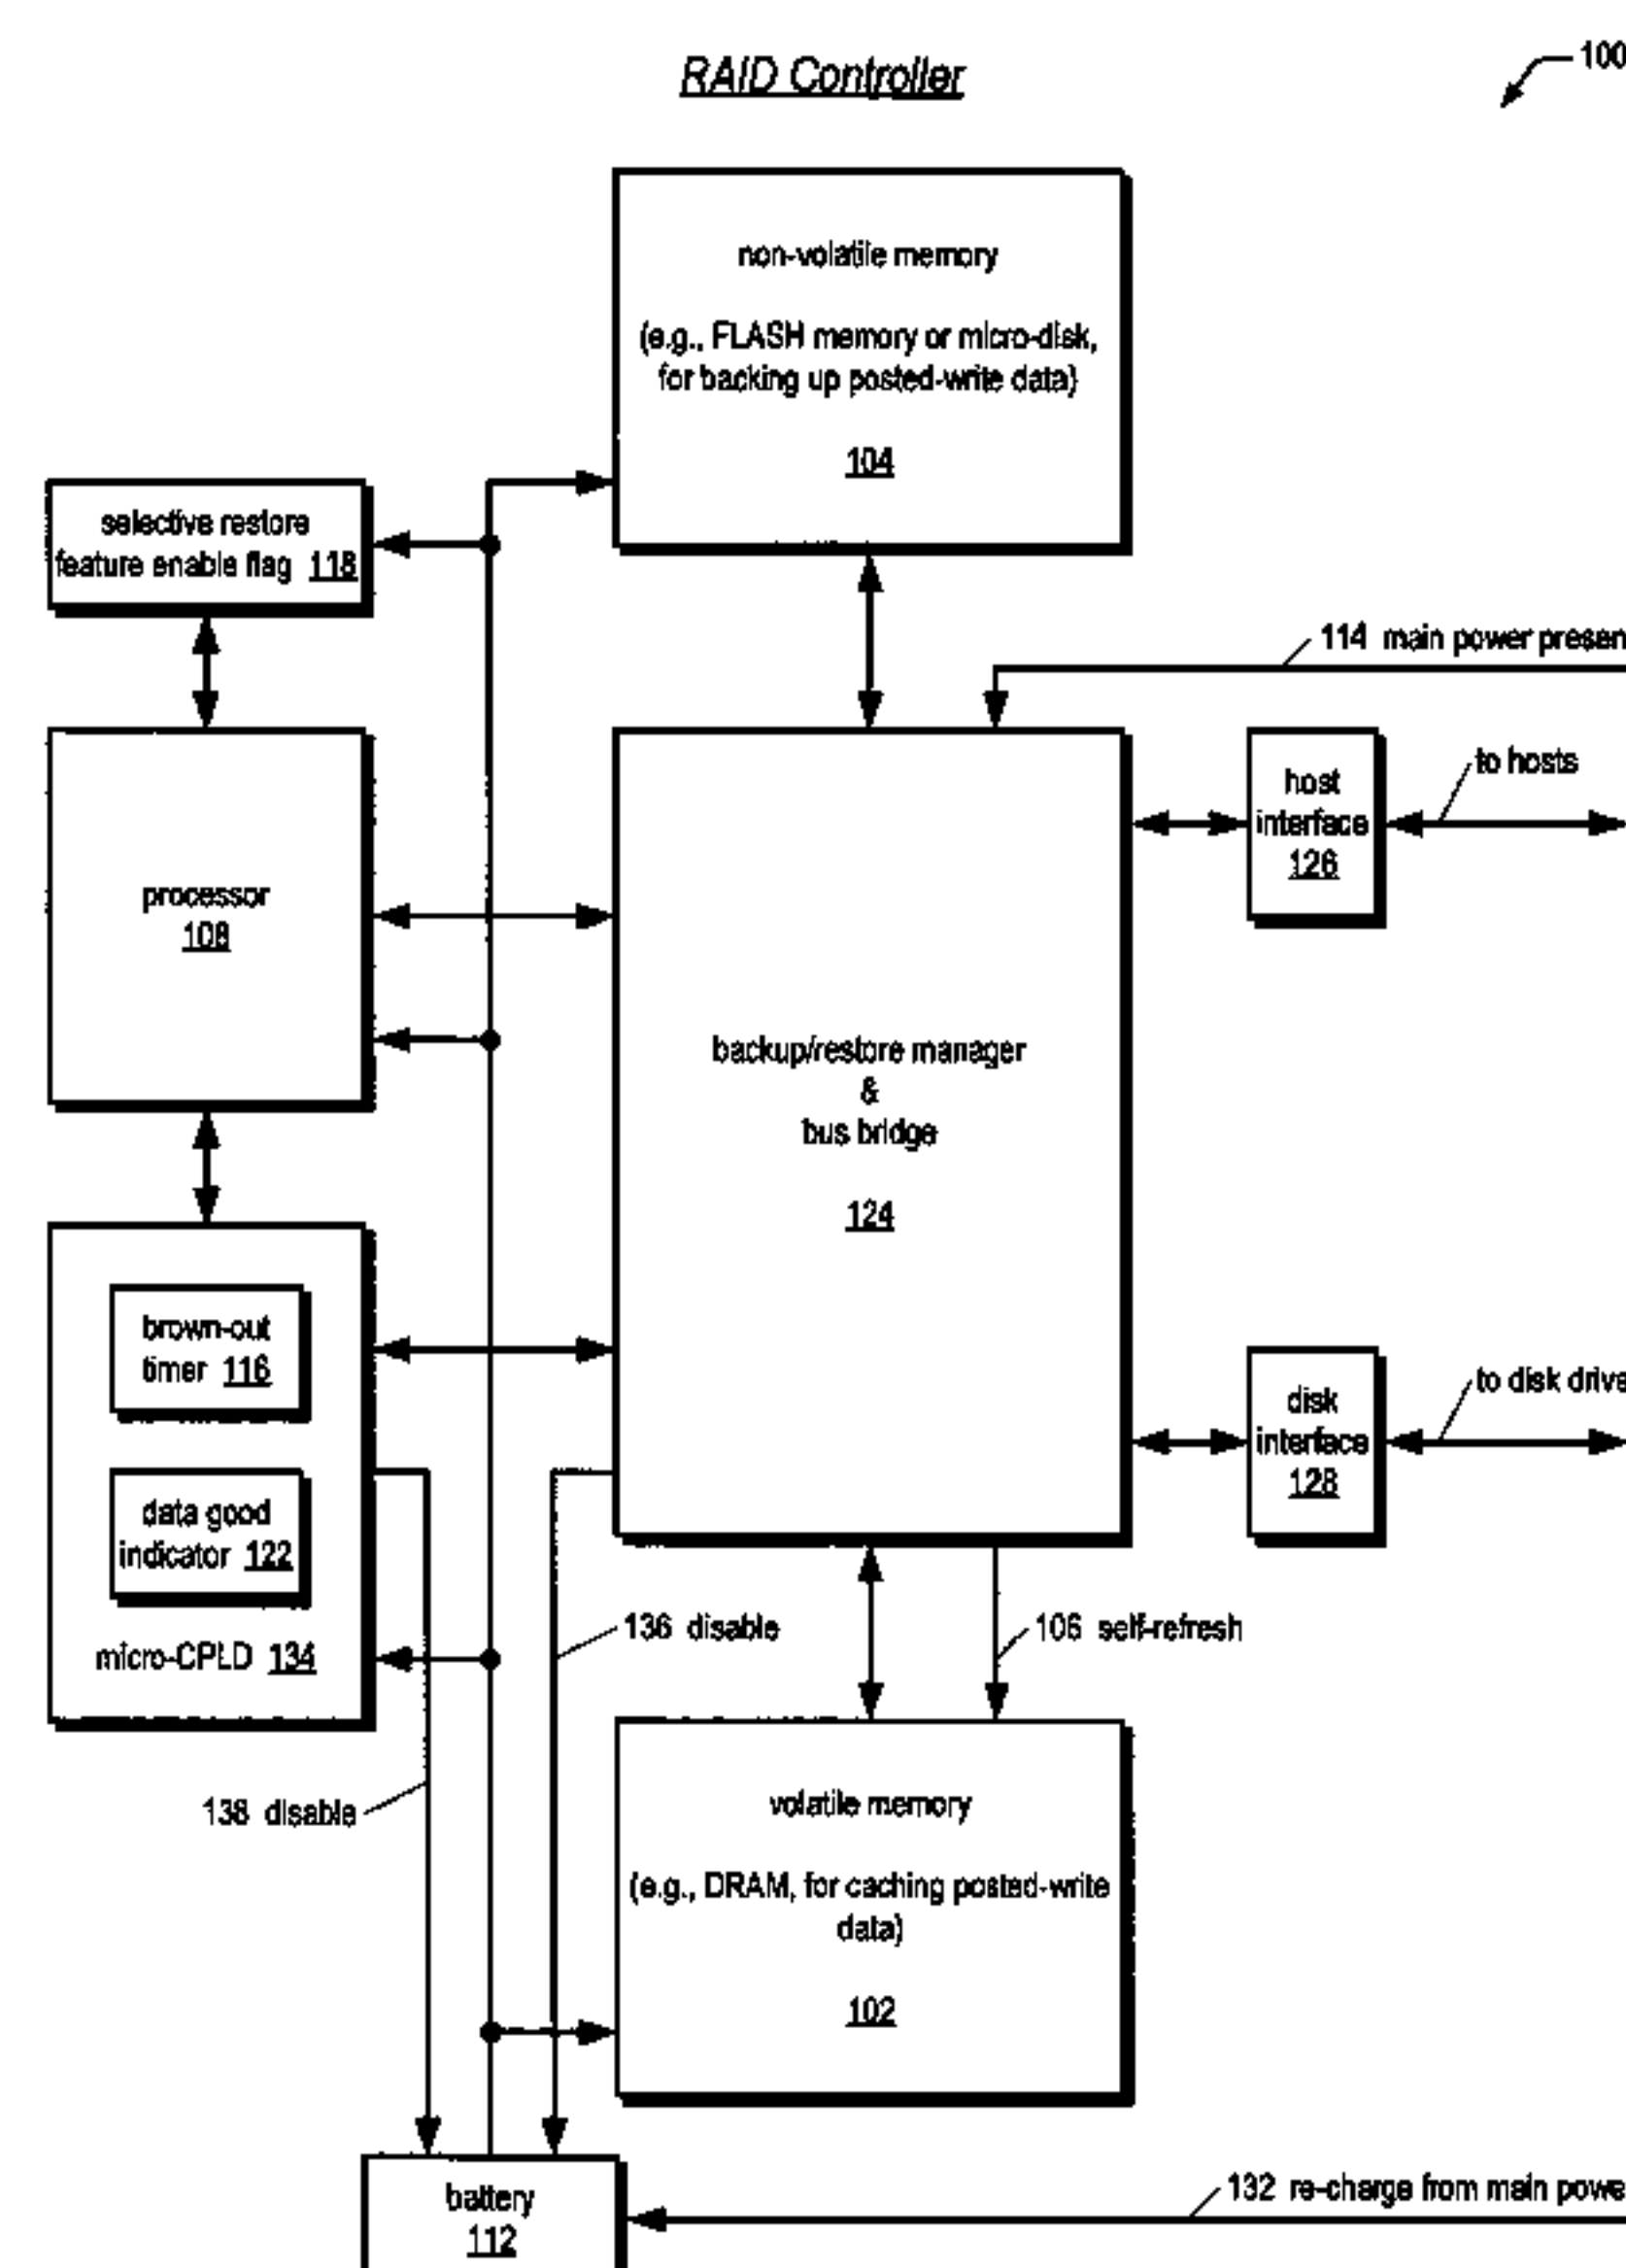 RAID Controller
100
non-volatile memory
(e.g., FLASH memory or micro-disk,
for backing up posted-write data)
104
selective restore
feature enable flag 118
114 main power presen
host
interface
126
to hosts
processor
108
backup/restore manager
&
bus bridge
124
brown-out
timer 116
disk
interface
128
to disk drive
data good
indicator 122
micro-CPLD 134
136 disable
106 self-refresh
138 disable
volatile memory
(e.g., DRAM, for caching posted-write
data)
102
battery
112
132 re-charge from main powe